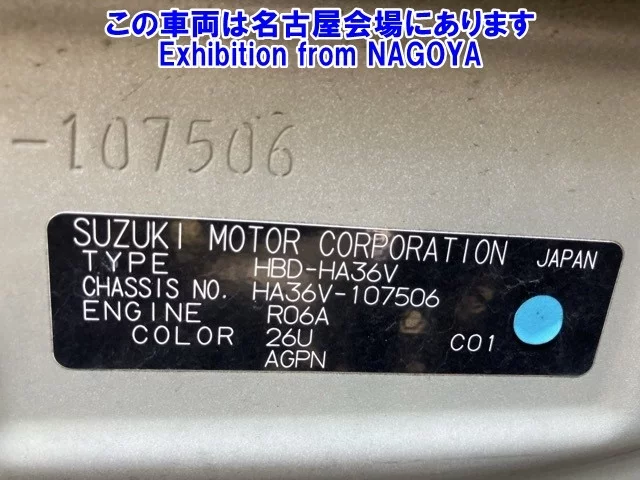 この車両は名古屋会場にあります
Exhibition from NAGOYA
-107506
SUZUKI MOTOR CORPORATION JAPAN
TYPE HBD-HA36V
CHASSIS NO. HA36V-107506
ENGINE R06A
COLOR 26U C01
AGPN